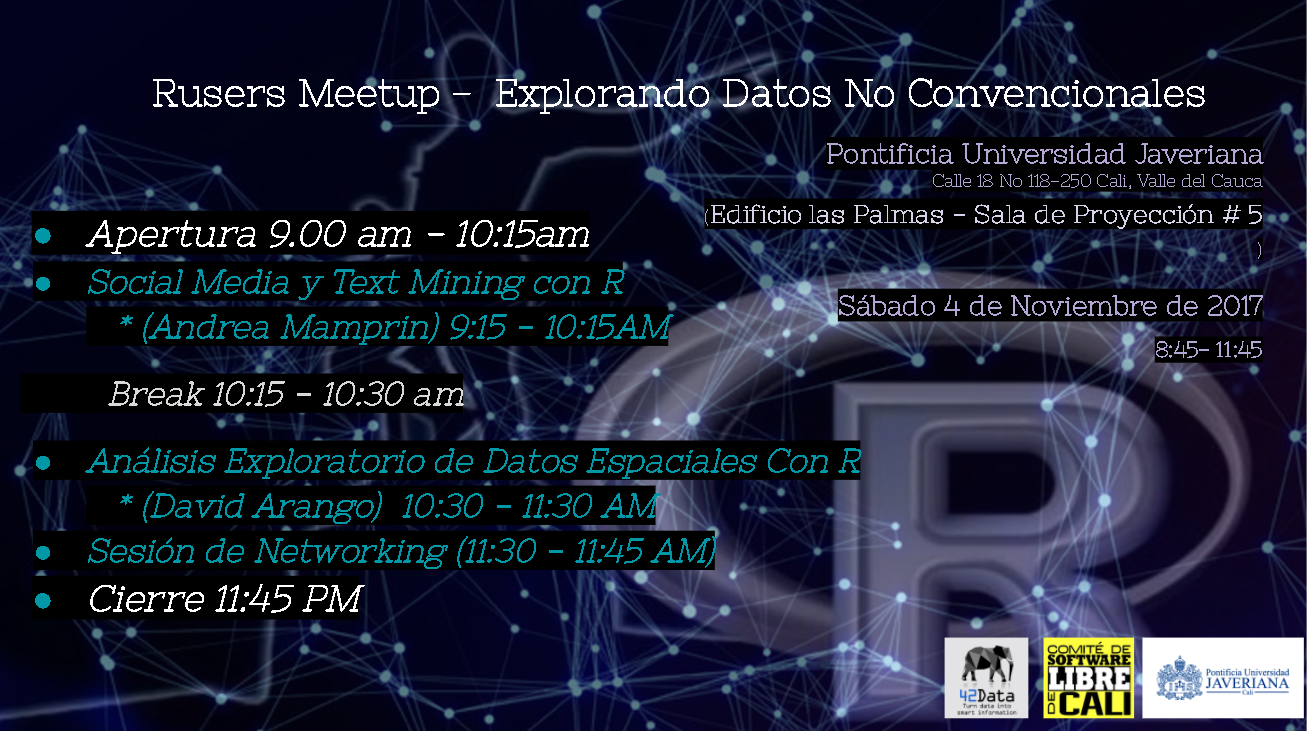 Rusers Meetup – Explorando Datos No Convencionales
Pontificia Universidad Javeriana
Calle 18 No 118-250 Cali, Valle del Cauca
(Edificio las Palmas - Sala de Proyección # 5
)
Sábado 4 de Noviembre de 2017
8:45- 11:45
● Apertura 9.00 am - 10:15am
● Social Media y Text Mining con R
* (Andrea Mamprin) 9:15 - 10:15AM
Break 10:15 - 10:30 am
● Análisis Exploratorio de Datos Espaciales Con R
* (David Arango) 10:30 - 11:30 AM
● Sesión de Networking (11:30 - 11:45 AM)
● Cierre 11:45 PM
R
42Data
Turn data into
smart information
COMITÉ DE
SOFTWARE
LIBRE
DE CALI
Pontificia Universidad
JAVERIANA
Cali